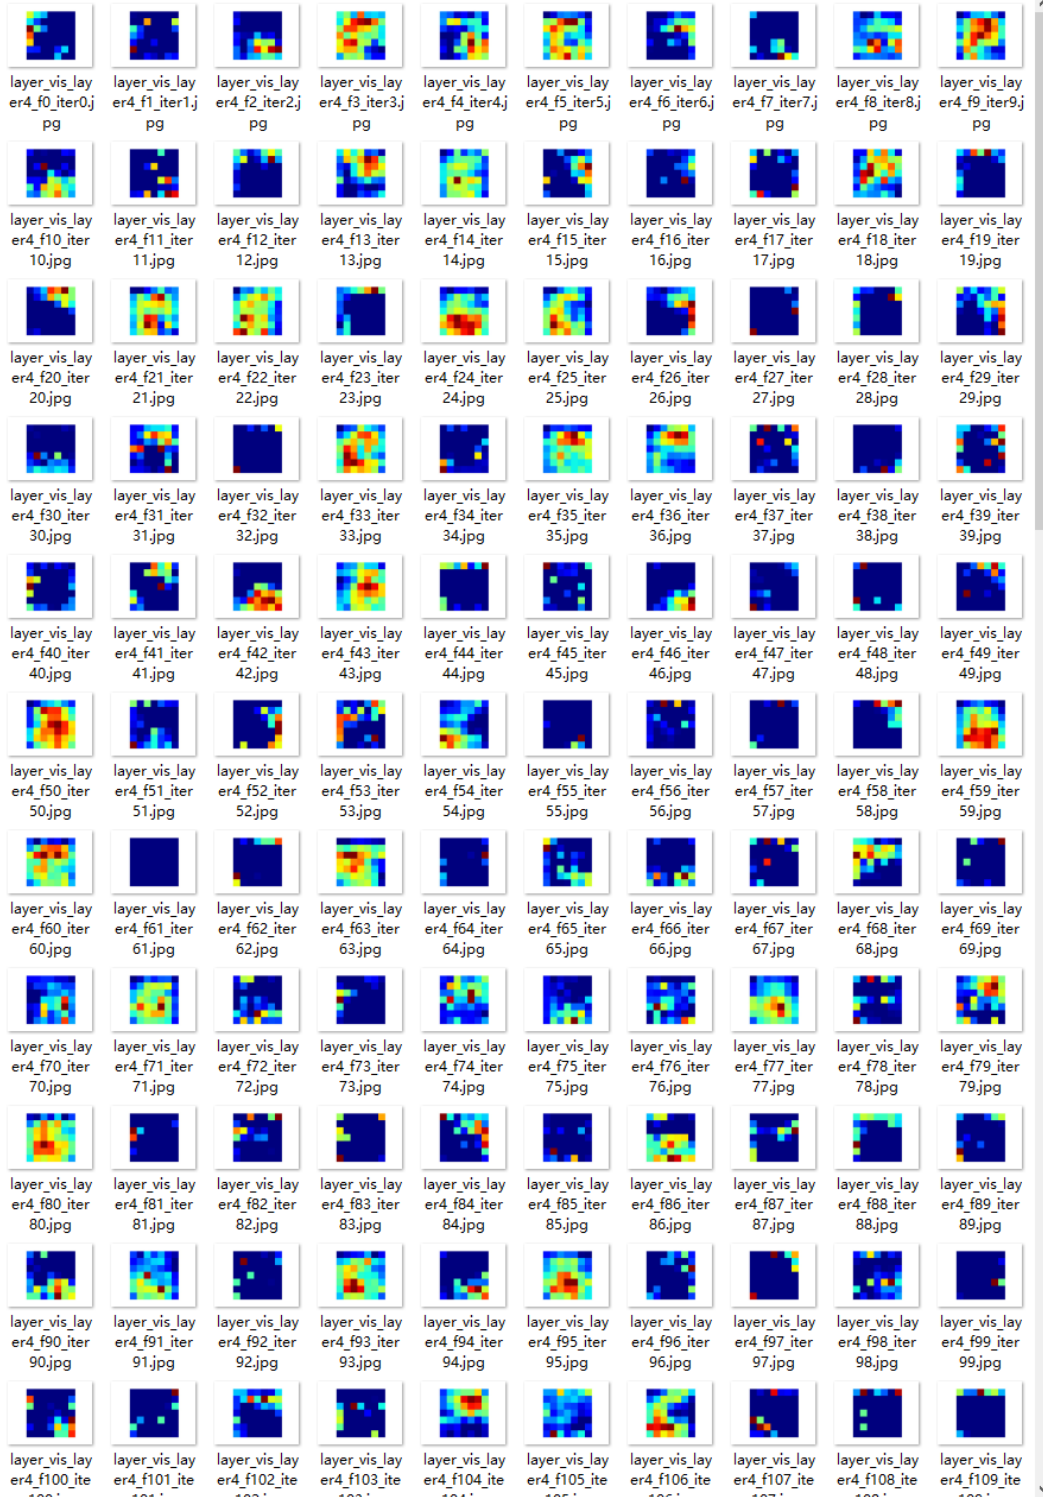 layer_vis_lay
er4_f0_iter0.j
pg
layer_vis_lay
er4_f1_iter1.j
pg
layer_vis_lay
er4_f2_iter2.j
pg
layer_vis_lay
er4_f3_iter3.j
pg
layer_vis_lay
er4_f4_iter4.j
pg
layer_vis_lay
er4_f5_iter5.j
pg
layer_vis_lay
er4_f6_iter6.j
pg
layer_vis_lay
er4_f7_iter7.j
pg
layer_vis_lay
er4_f8_iter8.j
pg
layer_vis_lay
er4_f9_iter9.j
pg
layer_vis_lay
er4_f10_iter
10.jpg
layer_vis_lay
er4_f11_iter
11.jpg
layer_vis_lay
er4_f12_iter
12.jpg
layer_vis_lay
er4_f13_iter
13.jpg
layer_vis_lay
er4_f14_iter
14.jpg
layer_vis_lay
er4_f15_iter
15.jpg
layer_vis_lay
er4_f16_iter
16.jpg
layer_vis_lay
er4_f17_iter
17.jpg
layer_vis_lay
er4_f18_iter
18.jpg
layer_vis_lay
er4_f19_iter
19.jpg
layer_vis_lay
er4_f20_iter
20.jpg
layer_vis_lay
er4_f21_iter
21.jpg
layer_vis_lay
er4_f22_iter
22.jpg
layer_vis_lay
er4_f23_iter
23.jpg
layer_vis_lay
er4_f24_iter
24.jpg
layer_vis_lay
er4_f25_iter
25.jpg
layer_vis_lay
er4_f26_iter
26.jpg
layer_vis_lay
er4_f27_iter
27.jpg
layer_vis_lay
er4_f28_iter
28.jpg
layer_vis_lay
er4_f29_iter
29.jpg
layer_vis_lay
er4_f30_iter
30.jpg
layer_vis_lay
er4_f31_iter
31.jpg
layer_vis_lay
er4_f32_iter
32.jpg
layer_vis_lay
er4_f33_iter
33.jpg
layer_vis_lay
er4_f34_iter
34.jpg
layer_vis_lay
er4_f35_iter
35.jpg
layer_vis_lay
er4_f36_iter
36.jpg
layer_vis_lay
er4_f37_iter
37.jpg
layer_vis_lay
er4_f38_iter
38.jpg
layer_vis_lay
er4_f39_iter
39.jpg
layer_vis_lay
er4_f40_iter
40.jpg
layer_vis_lay
er4_f41_iter
41.jpg
layer_vis_lay
er4_f42_iter
42.jpg
layer_vis_lay
er4_f43_iter
43.jpg
layer_vis_lay
er4_f44_iter
44.jpg
layer_vis_lay
er4_f45_iter
45.jpg
layer_vis_lay
er4_f46_iter
46.jpg
layer_vis_lay
er4_f47_iter
47.jpg
layer_vis_lay
er4_f48_iter
48.jpg
layer_vis_lay
er4_f49_iter
49.jpg
layer_vis_lay
er4_f50_iter
50.jpg
layer_vis_lay
er4_f51_iter
51.jpg
layer_vis_lay
er4_f52_iter
52.jpg
layer_vis_lay
er4_f53_iter
53.jpg
layer_vis_lay
er4_f54_iter
54.jpg
layer_vis_lay
er4_f55_iter
55.jpg
layer_vis_lay
er4_f56_iter
56.jpg
layer_vis_lay
er4_f57_iter
57.jpg
layer_vis_lay
er4_f58_iter
58.jpg
layer_vis_lay
er4_f59_iter
59.jpg
layer_vis_lay
er4_f60_iter
60.jpg
layer_vis_lay
er4_f61_iter
61.jpg
layer_vis_lay
er4_f62_iter
62.jpg
layer_vis_lay
er4_f63_iter
63.jpg
layer_vis_lay
er4_f64_iter
64.jpg
layer_vis_lay
er4_f65_iter
65.jpg
layer_vis_lay
er4_f66_iter
66.jpg
layer_vis_lay
er4_f67_iter
67.jpg
layer_vis_lay
er4_f68_iter
68.jpg
layer_vis_lay
er4_f69_iter
69.jpg
layer_vis_lay
er4_f70_iter
70.jpg
layer_vis_lay
er4_f71_iter
71.jpg
layer_vis_lay
er4_f72_iter
72.jpg
layer_vis_lay
er4_f73_iter
73.jpg
layer_vis_lay
er4_f74_iter
74.jpg
layer_vis_lay
er4_f75_iter
75.jpg
layer_vis_lay
er4_f76_iter
76.jpg
layer_vis_lay
er4_f77_iter
77.jpg
layer_vis_lay
er4_f78_iter
78.jpg
layer_vis_lay
er4_f79_iter
79.jpg
layer_vis_lay
er4_f80_iter
80.jpg
layer_vis_lay
er4_f81_iter
81.jpg
layer_vis_lay
er4_f82_iter
82.jpg
layer_vis_lay
er4_f83_iter
83.jpg
layer_vis_lay
er4_f84_iter
84.jpg
layer_vis_lay
er4_f85_iter
85.jpg
layer_vis_lay
er4_f86_iter
86.jpg
layer_vis_lay
er4_f87_iter
87.jpg
layer_vis_lay
er4_f88_iter
88.jpg
layer_vis_lay
er4_f89_iter
89.jpg
layer_vis_lay
er4_f90_iter
90.jpg
layer_vis_lay
er4_f91_iter
91.jpg
layer_vis_lay
er4_f92_iter
92.jpg
layer_vis_lay
er4_f93_iter
93.jpg
layer_vis_lay
er4_f94_iter
94.jpg
layer_vis_lay
er4_f95_iter
95.jpg
layer_vis_lay
er4_f96_iter
96.jpg
layer_vis_lay
er4_f97_iter
97.jpg
layer_vis_lay
er4_f98_iter
98.jpg
layer_vis_lay
er4_f99_iter
99.jpg
layer_vis_lay
er4_f100_ite
layer_vis_lay
er4_f101_ite
layer_vis_lay
er4_f102_ite
layer_vis_lay
er4_f103_ite
layer_vis_lay
er4_f104_ite
layer_vis_lay
er4_f105_ite
layer_vis_lay
er4_f106_ite
layer_vis_lay
er4_f107_ite
layer_vis_lay
er4_f108_ite
layer_vis_lay
er4_f109_ite